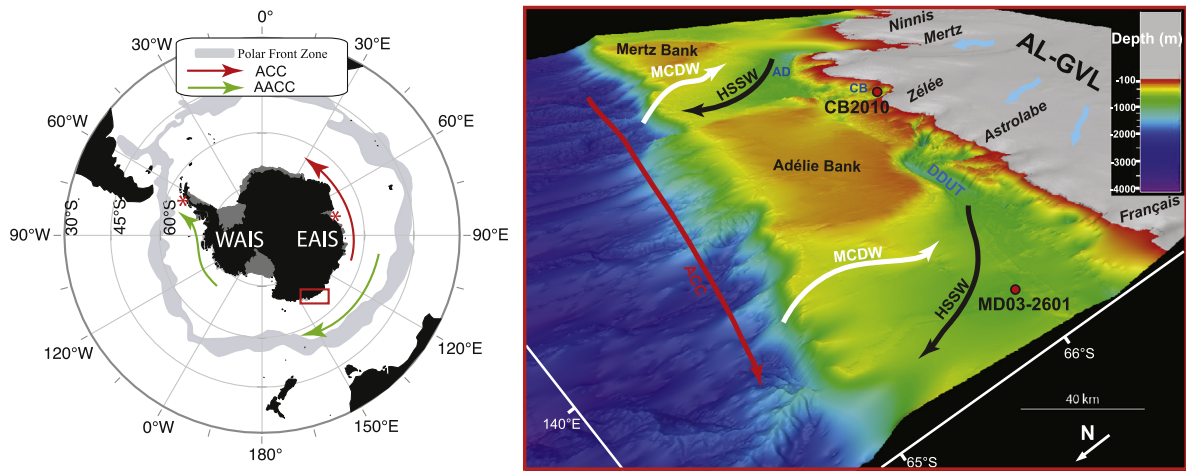 0°
30°W
30°E
Polar Front Zone
ACC
AACC
60°W
60°E
30°S
45°S
60°S
*
*
90°W
WAIS
EAIS
90°E
120°W
120°E
0°W
150°E
180°
Ninnis
Mertz
Depth (m)
Mertz Bank
AL-GVL
MCDW
AD
HSSW
CB
CB2010
Zélée
-100
-1000
-2000
-3000
-4000
Astrolabe
Adélie Bank
DDUT
Français
MCDW
ACC
HSSW
MD03-2601
66°S
140°E
40 km
N
65°S